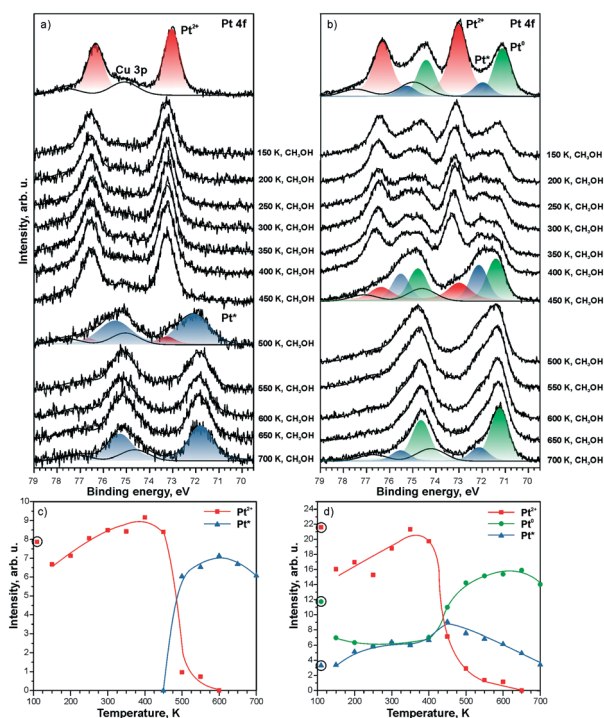 a)
Pt²⁺
Pt 4f
Cu 3p
150 K, CH₃OH
200 K, CH₃OH
250 K, CH₃OH
300 K, CH₃OH
350 K, CH₃OH
400 K, CH₃OH
450 K, CH₃OH
Pt*
500 K, CH₃OH
550 K, CH₃OH
600 K, CH₃OH
650 K, CH₃OH
700 K, CH₃OH
79 78 77 76 75 74 73 72 71 70
Binding energy, eV
Intensity, arb. u.
b)
Pt²⁺
Pt 4f
Pt*
Pt⁰
150 K, CH₃OH
200 K, CH₃OH
250 K, CH₃OH
300 K, CH₃OH
350 K, CH₃OH
400 K, CH₃OH
450 K, CH₃OH
500 K, CH₃OH
550 K, CH₃OH
600 K, CH₃OH
650 K, CH₃OH
700 K, CH₃OH
79 78 77 76 75 74 73 72 71 70
Binding energy, eV
Intensity, arb. u.
c)
Pt²⁺
Pt*
10
9
8
7
6
5
4
3
2
1
0
100 200 300 400 500 600 700
Temperature, K
Intensity, arb. u.
d)
Pt²⁺
Pt⁰
Pt*
24
22
20
18
16
14
12
10
8
6
4
2
0
100 200 300 400 500 600 700
Temperature, K
Intensity, arb. u.